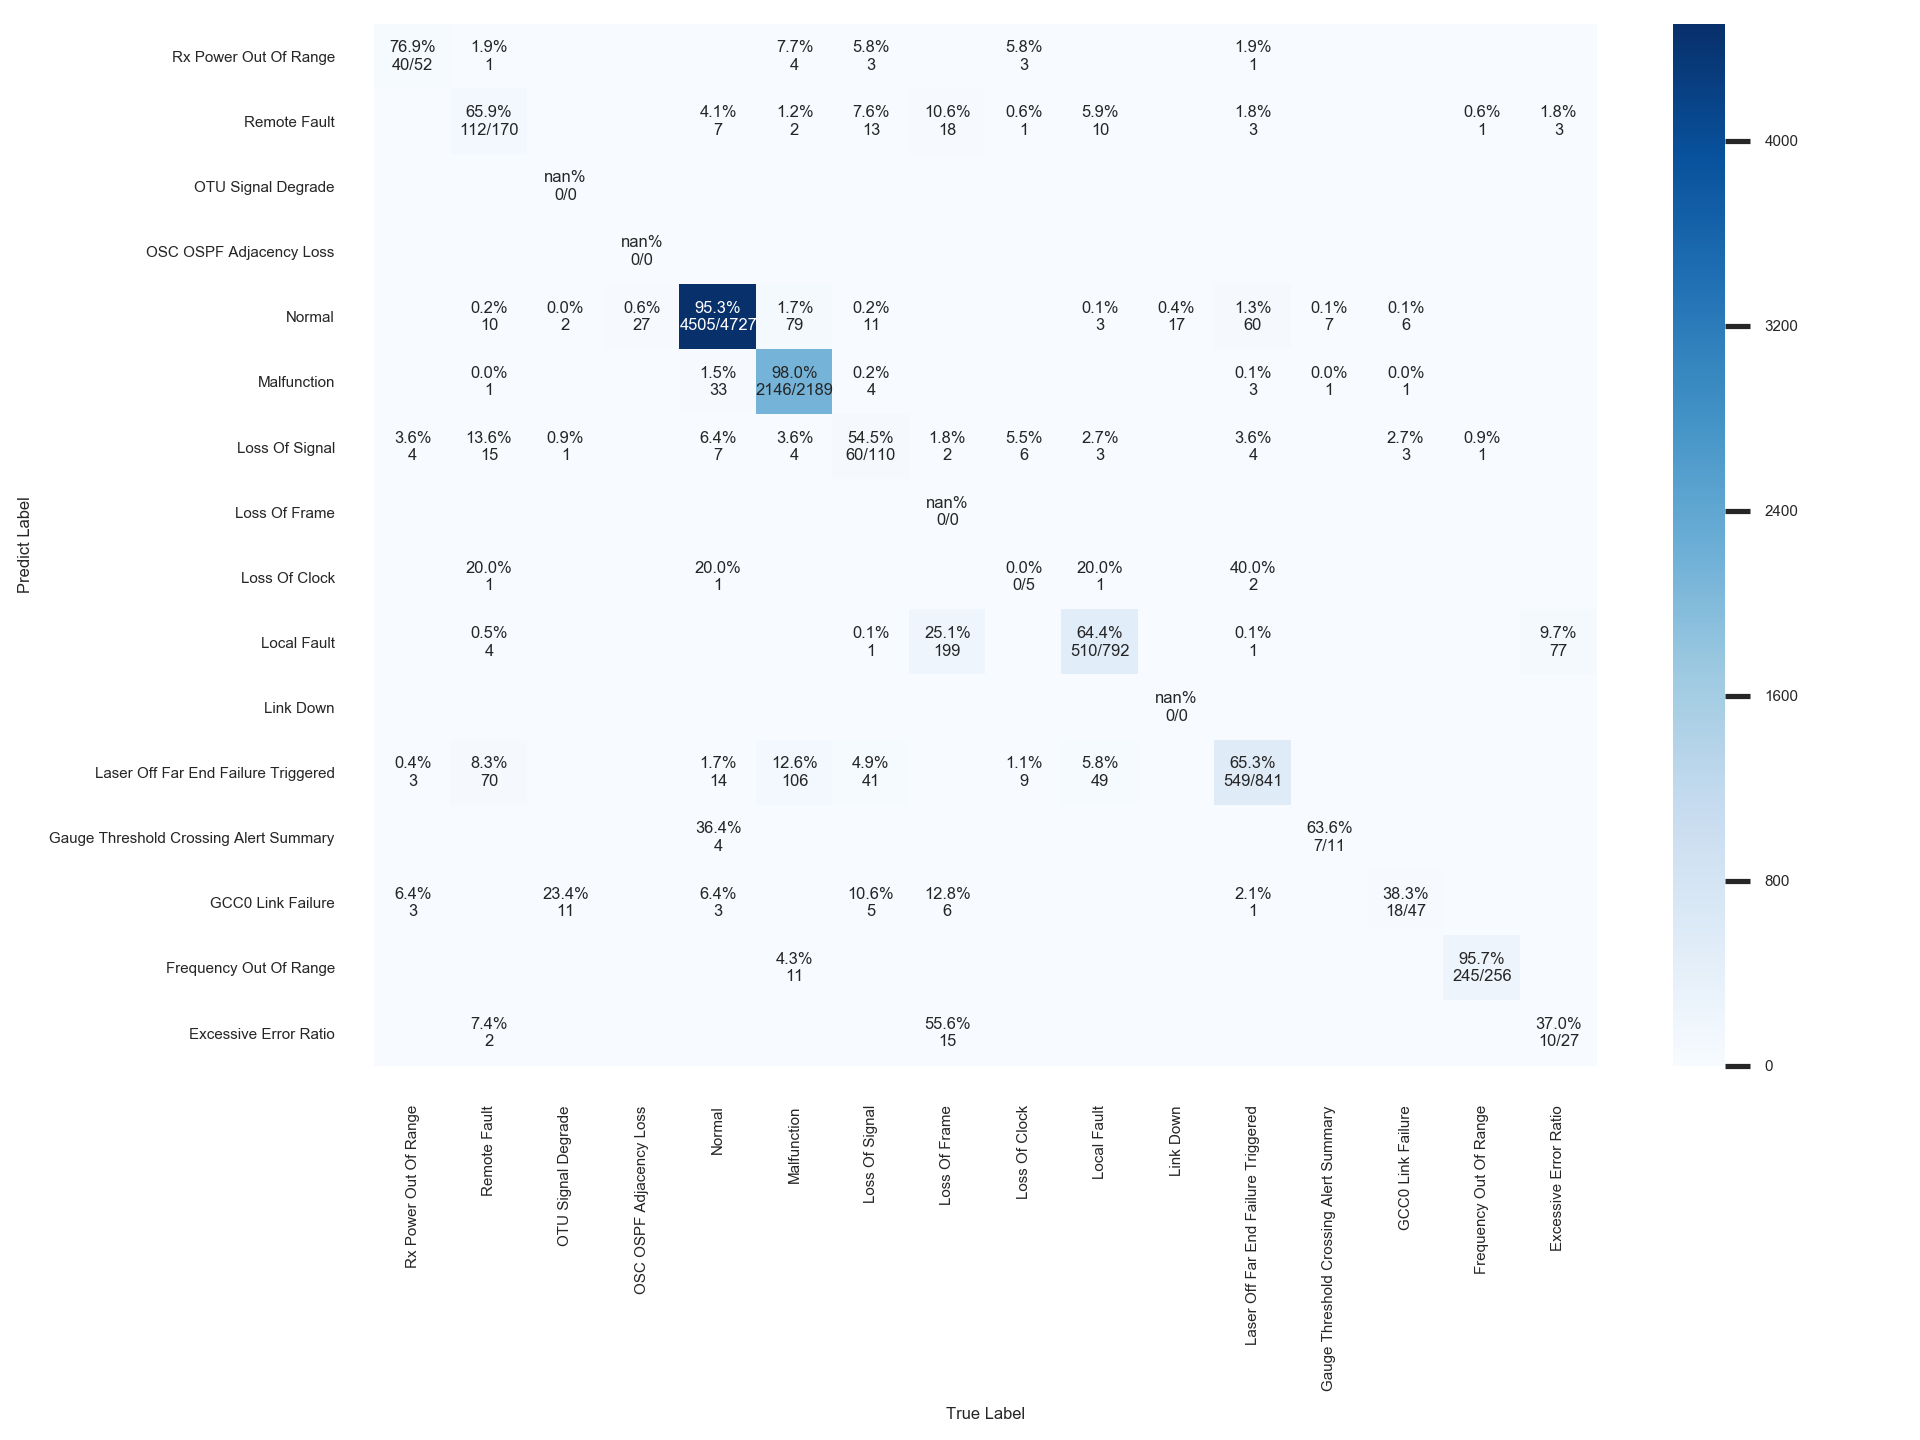 Rx Power Out Of Range
76.9% 1.9% 7.7% 5.8% 5.8% 1.9%
40/52 1 4 3 3 1
Remote Fault
65.9% 4.1% 1.2% 7.6% 10.6% 0.6% 5.9% 1.8% 0.6% 1.8%
112/170 7 2 13 18 1 10 3 1 3
OTU Signal Degrade
nan%
0/0
OSC OSPF Adjacency Loss
nan%
0/0
Normal
0.2% 0.0% 0.6% 95.3% 1.7% 0.2% 0.1% 0.4% 1.3% 0.1% 0.1%
10 2 27 4505/4727 79 11 3 17 60 7 6
Malfunction
0.0% 1.5% 98.0% 0.2% 0.1% 0.0% 0.0%
1 33 2146/2189 4 3 1 1
Loss Of Signal
3.6% 13.6% 0.9% 6.4% 3.6% 54.5% 1.8% 5.5% 2.7% 3.6% 2.7% 0.9%
4 15 1 7 4 60/110 2 6 3 4 3 1
Loss Of Frame
nan%
0/0
Loss Of Clock
20.0% 20.0% 0.0% 20.0% 40.0%
1 1 0/5 1 2
Local Fault
0.5% 0.1% 25.1% 64.4% 0.1% 9.7%
4 1 199 510/792 1 77
Link Down
nan%
0/0
Laser Off Far End Failure Triggered
0.4% 8.3% 1.7% 12.6% 4.9% 1.1% 5.8% 65.3%
3 70 14 106 41 9 49 549/841
Gauge Threshold Crossing Alert Summary
36.4% 63.6%
4 7/11
GCC0 Link Failure
6.4% 23.4% 6.4% 10.6% 12.8% 2.1% 38.3%
3 11 3 5 6 1 18/47
Frequency Out Of Range
4.3% 95.7%
11 245/256
Excessive Error Ratio
7.4% 55.6% 37.0%
2 15 10/27
Predict Label
Rx Power Out Of Range
Remote Fault
OTU Signal Degrade
OSC OSPF Adjacency Loss
Normal
Malfunction
Loss Of Signal
Loss Of Frame
Loss Of Clock
Local Fault
Link Down
Laser Off Far End Failure Triggered
Gauge Threshold Crossing Alert Summary
GCC0 Link Failure
Frequency Out Of Range
Excessive Error Ratio
True Label
4000
3200
2400
1600
800
0